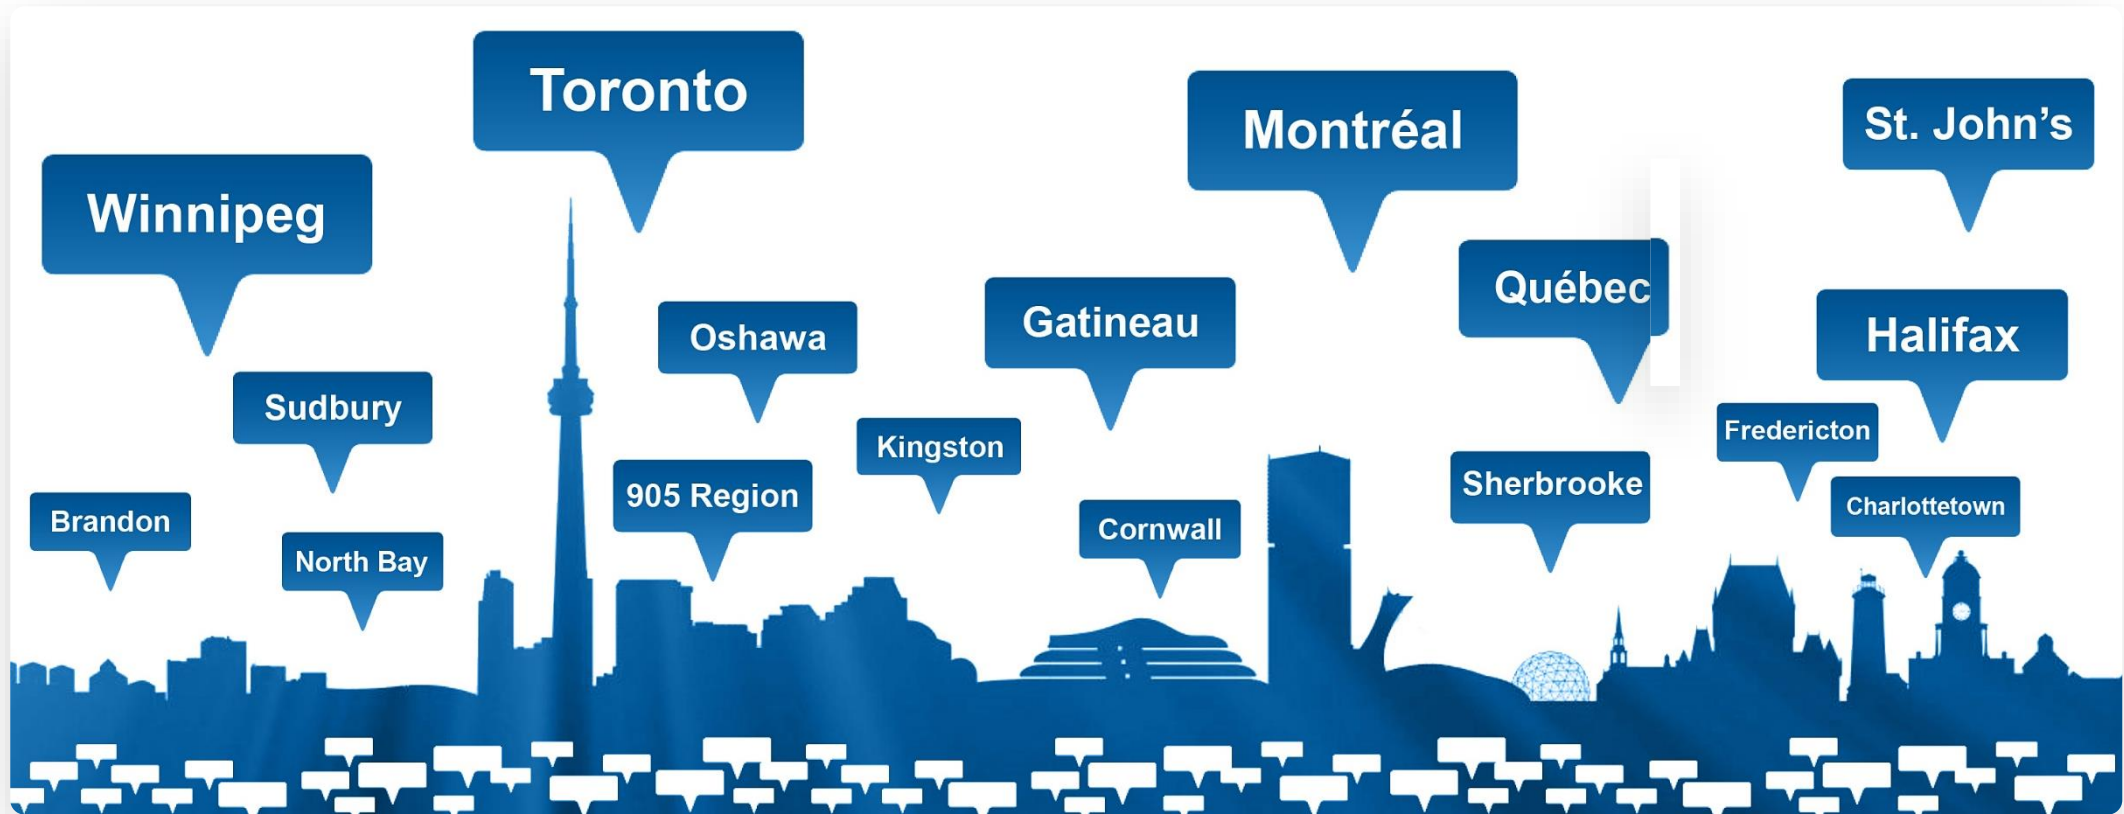 Toronto
Montréal
St. John’s
Winnipeg
Québec
Gatineau
Halifax
Oshawa
Sudbury
Fredericton
Kingston
Sherbrooke
905 Region
Charlottetown
Brandon
Cornwall
North Bay